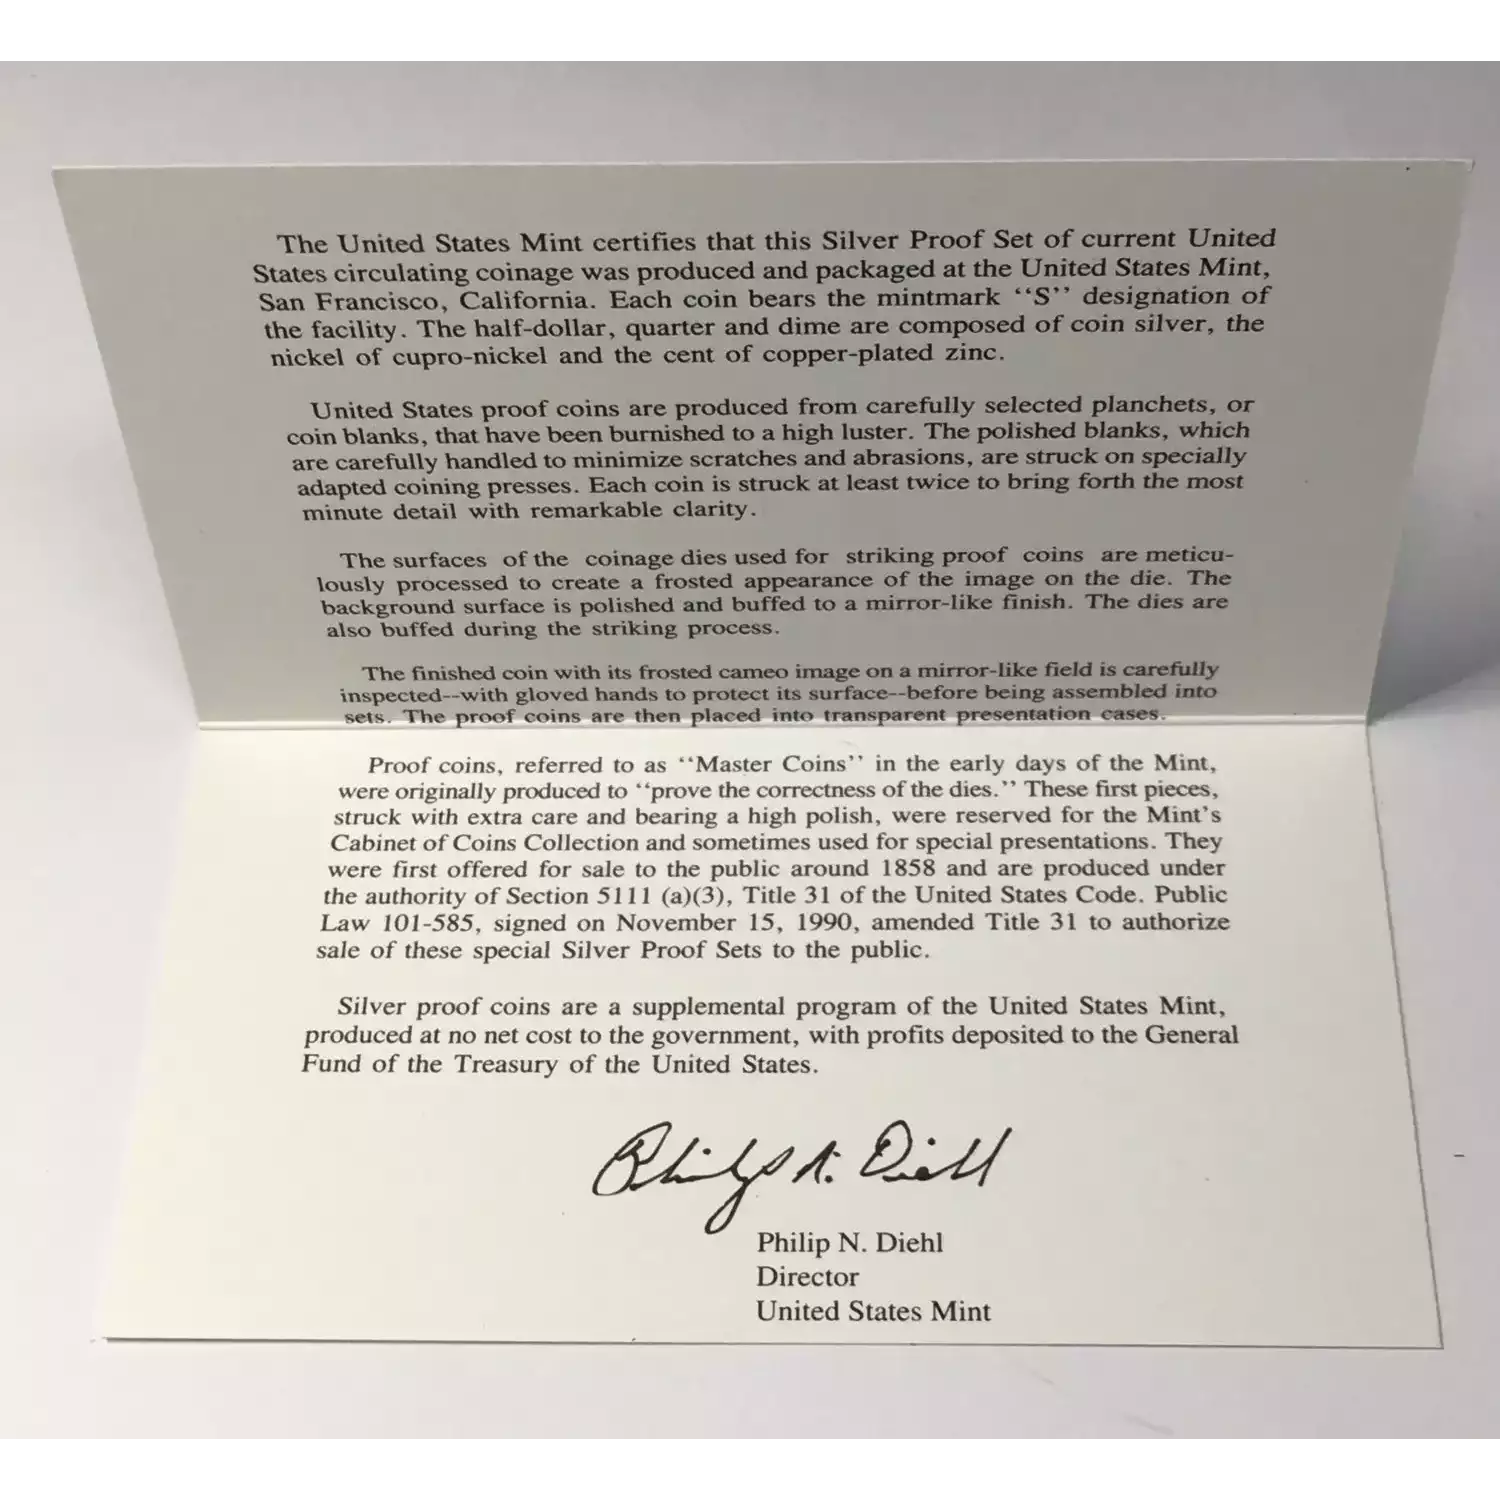 The United States Mint certifies that this Silver Proof Set of current United
States circulating coinage was produced and packaged at the United States Mint,
San Francisco, California. Each coin bears the mintmark ‘‘S’’ designation of
the facility. The half-dollar, quarter and dime are composed of coin silver, the
nickel of cupro-nickel and the cent of copper-plated zinc.
United States proof coins are produced from carefully selected planchets, or
coin blanks, that have been burnished to a high luster. The polished blanks, which
are carefully handled to minimize scratches and abrasions, are struck on specially
adapted coining presses. Each coin is struck at least twice to bring forth the most
minute detail with remarkable clarity.
The surfaces of the coinage dies used for striking proof coins are meticu-
lously processed to create a frosted appearance of the image on the die. The
background surface is polished and buffed to a mirror-like finish. The dies are
also buffed during the striking process.
The finished coin with its frosted cameo image on a mirror-like field is carefully
inspected--with gloved hands to protect its surface--before being assembled into
sets. The proof coins are then placed into transparent presentation cases.
Proof coins, referred to as ‘‘Master Coins’’ in the early days of the Mint,
were originally produced to ‘‘prove the correctness of the dies.’’ These first pieces,
struck with extra care and bearing a high polish, were reserved for the Mint’s
Cabinet of Coins Collection and sometimes used for special presentations. They
were first offered for sale to the public around 1858 and are produced under
the authority of Section 5111 (a)(3), Title 31 of the United States Code. Public
Law 101-585, signed on November 15, 1990, amended Title 31 to authorize
sale of these special Silver Proof Sets to the public.
Silver proof coins are a supplemental program of the United States Mint,
produced at no net cost to the government, with profits deposited to the General
Fund of the Treasury of the United States.
Philip N. Diehl
Philip N. Diehl
Director
United States Mint